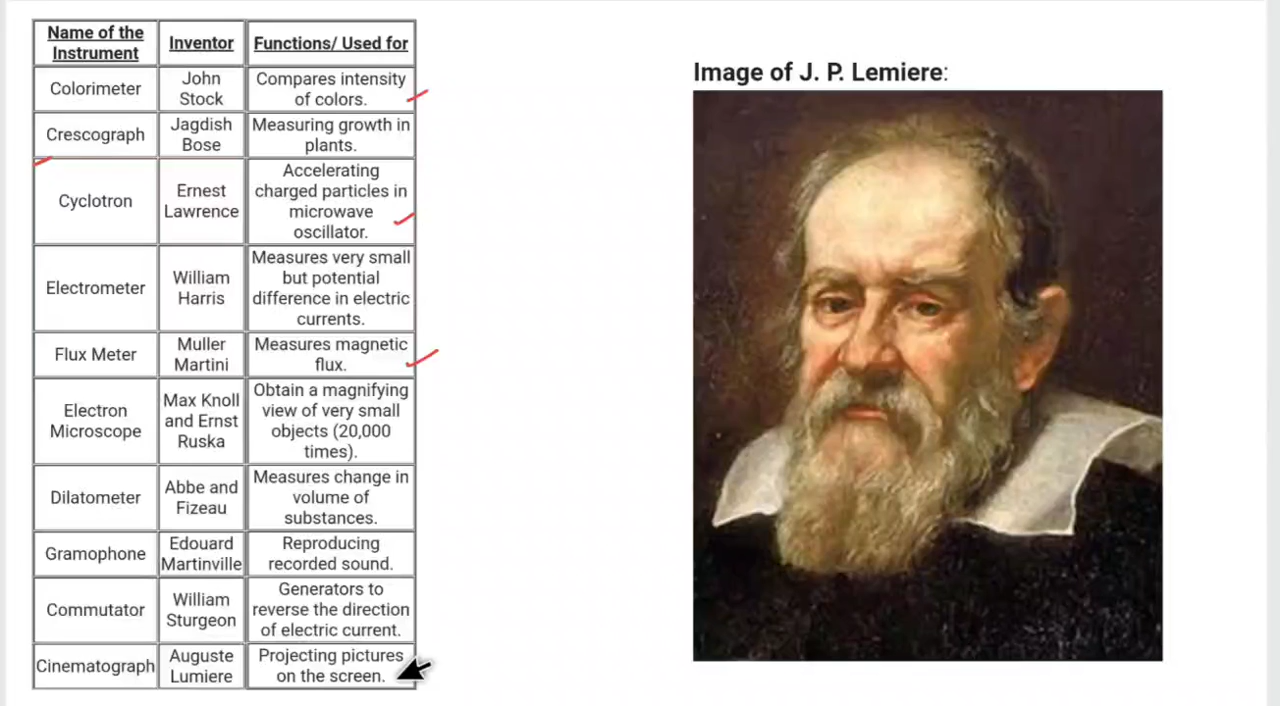 Name of the
Instrument
Inventor
Functions/ Used for
Colorimeter
John
Stock
Compares intensity
of colors.
Crescograph
Jagdish
Bose
Measuring growth in
plants.
Cyclotron
Ernest
Lawrence
Accelerating
charged particles in
microwave
oscillator.
Electrometer
William
Harris
Measures very small
but potential
difference in electric
currents.
Flux Meter
Muller
Martini
Measures magnetic
flux.
Electron
Microscope
Max Knoll
and Ernst
Ruska
Obtain a magnifying
view of very small
objects (20,000
times).
Dilatometer
Abbe and
Fizeau
Measures change in
volume of
substances.
Gramophone
Edouard
Martinville
Reproducing
recorded sound.
Commutator
William
Sturgeon
Generators to
reverse the direction
of electric current.
Cinematograph
Auguste
Lumiere
Projecting pictures
on the screen.
Image of J. P. Lemiere: